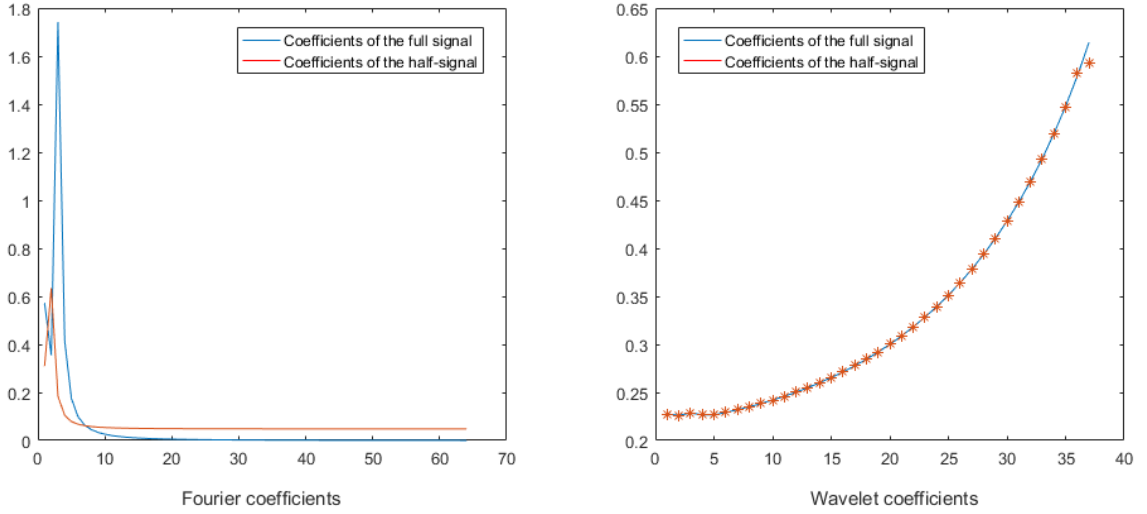 1.8
1.6
1.4
1.2
1
0.8
0.6
0.4
0.2
0
0 10 20 30 40 50 60 70
Coefficients of the full signal
Coefficients of the half-signal
Fourier coefficients
0.65
0.6
0.55
0.5
0.45
0.4
0.35
0.3
0.25
0.2
0 5 10 15 20 25 30 35 40
Coefficients of the full signal
Coefficients of the half-signal
Wavelet coefficients